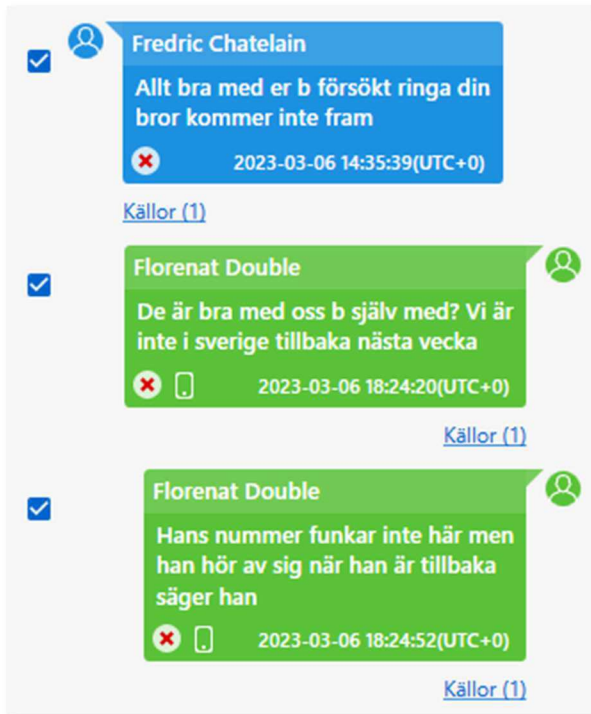 Fredric Chatelain
Allt bra med er b försökt ringa din
bror kommer inte fram
2023-03-06 14:35:39(UTC+0)
Källor (1)
Florenat Double
De är bra med oss b själv med? Vi är
inte i sverige tillbaka nästa vecka
2023-03-06 18:24:20(UTC+0)
Källor (1)
Florenat Double
Hans nummer funkar inte här men
han hör av sig när han är tillbaka
säger han
2023-03-06 18:24:52(UTC+0)
Källor (1)